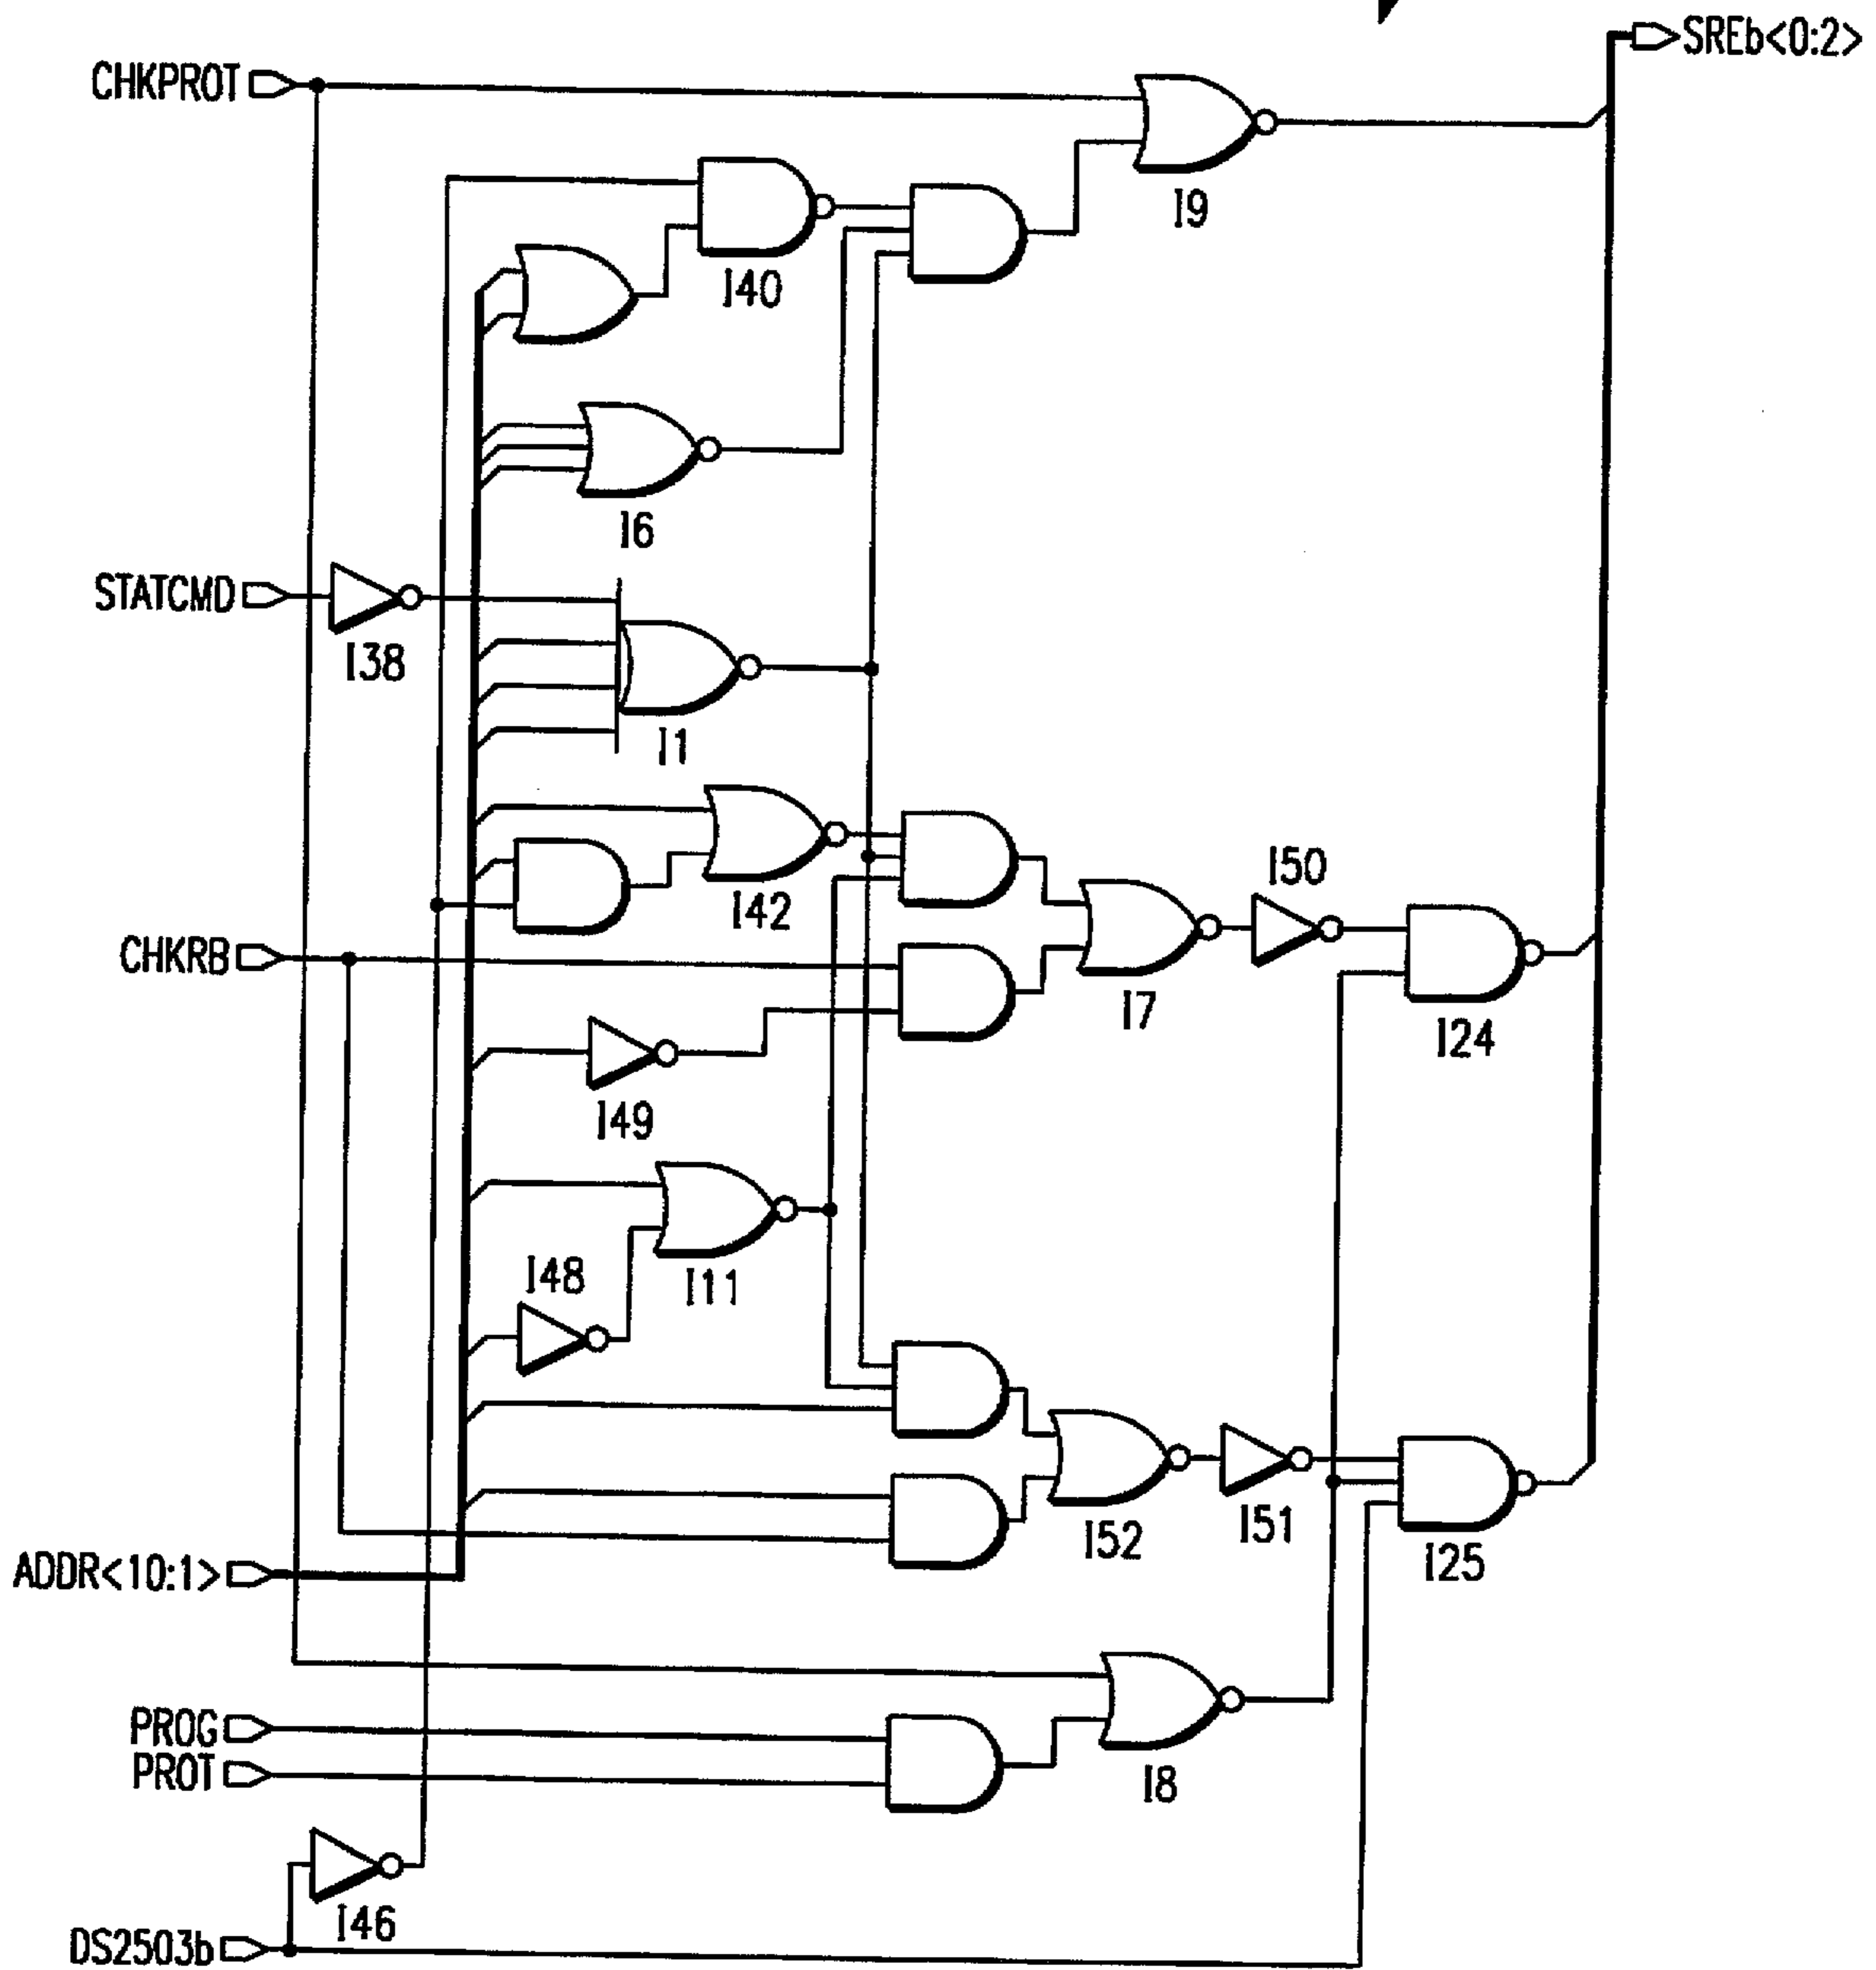 SREb<0:2>
CHKPROT
I9
I40
I6
STATCMD
I38
I1
I50
I42
CHKRB
I7
I24
I49
I48
I11
I51
I52
I25
ADDR<10:1>
PROG
PROT
I8
I46
DS2503b